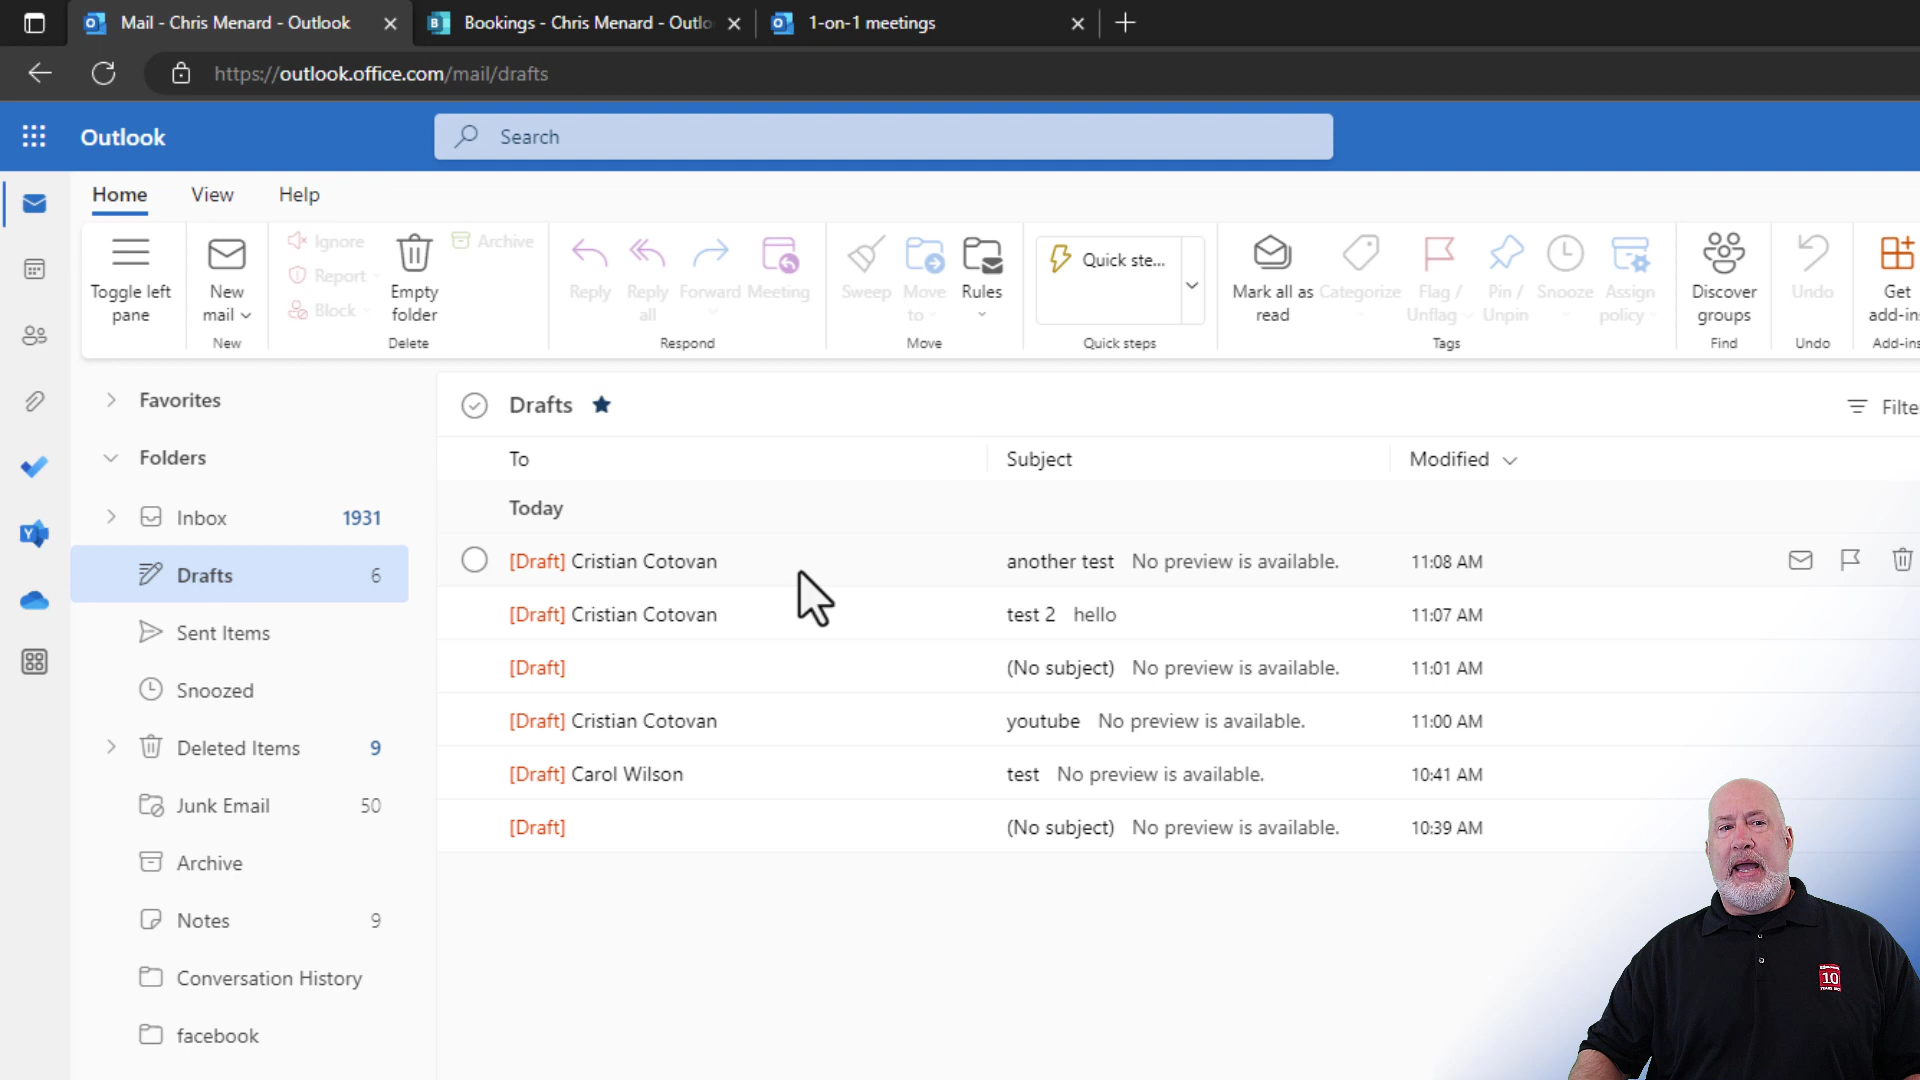 Mail - Chris Menard - Outlook
Bookings - Chris Menard - Outlo
1-on-1 meetings
https://outlook.office.com/mail/drafts
Outlook
Search
Home View Help
Toggle left pane
New mail
New
Ignore
Report
Block
Empty folder
Archive
Delete
Reply
Reply all
Forward
Meeting
Respond
Sweep
Move to
Rules
Move
Quick ste...
Quick steps
Mark all as read
Categorize
Flag / Unflag
Pin / Unpin
Snooze
Assign policy
Tags
Discover groups
Find
Undo
Undo
Get add-in
Add-ins
Favorites
Folders
Inbox 1931
Drafts 6
Sent Items
Snoozed
Deleted Items 9
Junk Email 50
Archive
Notes 9
Conversation History
facebook
Drafts
Filte
To Subject Modified
Today
[Draft] Cristian Cotovan another test No preview is available. 11:08 AM
[Draft] Cristian Cotovan test 2 hello 11:07 AM
[Draft] (No subject) No preview is available. 11:01 AM
[Draft] Cristian Cotovan youtube No preview is available. 11:00 AM
[Draft] Carol Wilson test No preview is available. 10:41 AM
[Draft] (No subject) No preview is available. 10:39 AM
10